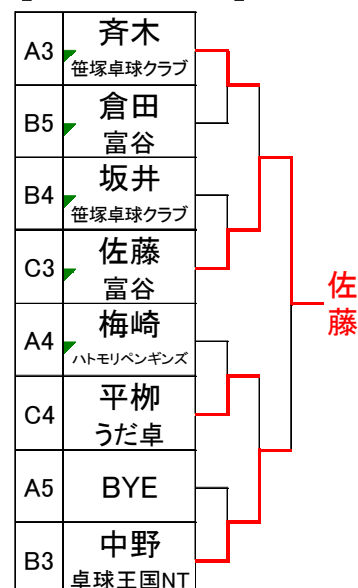 A3
斉木
笹塚卓球クラブ
B5
倉田
富谷
B4
坂井
笹塚卓球クラブ
C3
佐藤
富谷
A4
梅崎
ハトモリペンギンズ
C4
平栁
うだ卓
A5
BYE
B3
中野
卓球王国NT
佐藤